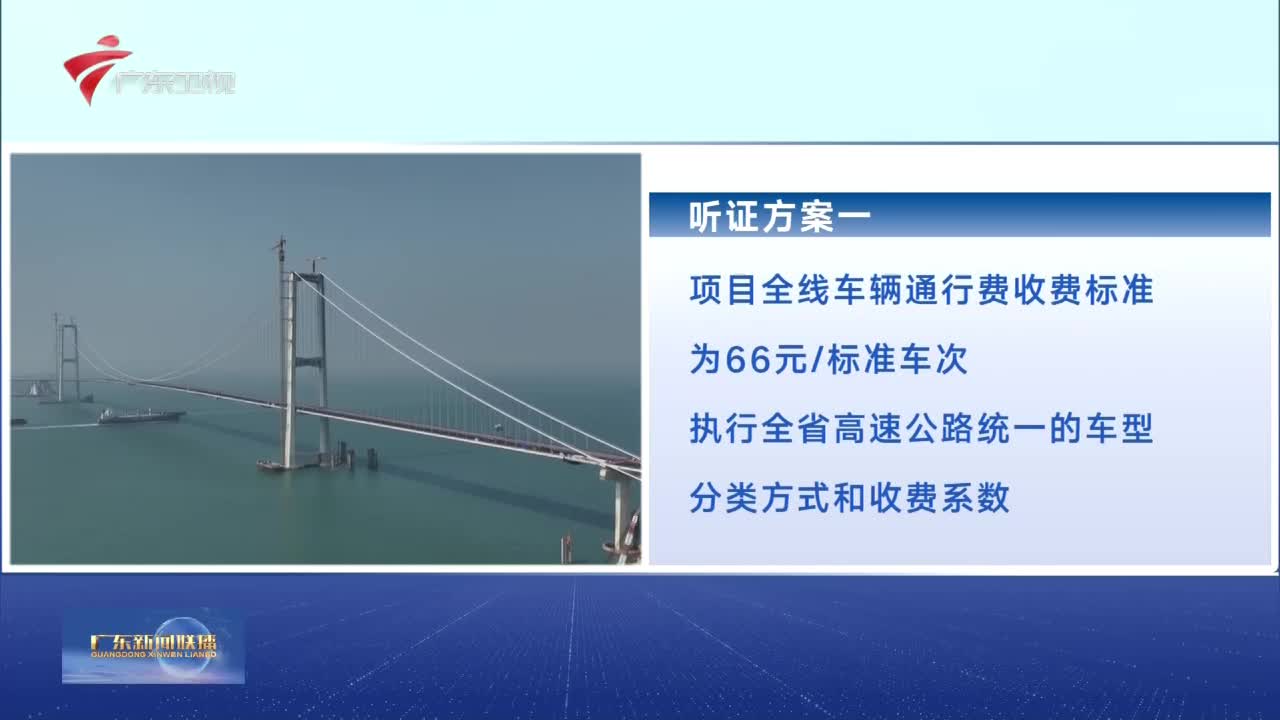 广东卫视
听证方案一
项目全线车辆通行费收费标准
为66元/标准车次
执行全省高速公路统一的车型
分类方式和收费系数
广东新闻联播
GUANGDONG XINWEN LIANBO